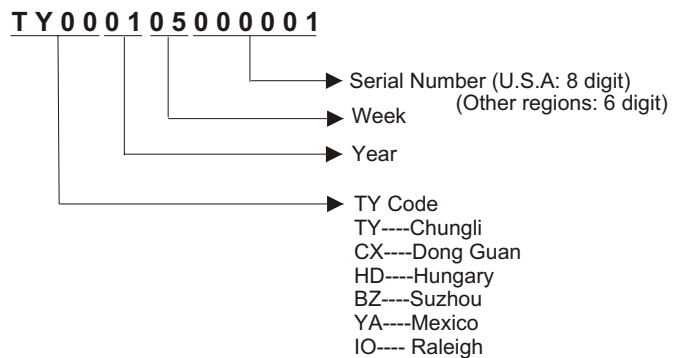 TY00010500001
Serial Number (U.S.A: 8 digit)
(Other regions: 6 digit)
Week
Year
TY Code
TY----Chungli
CX----Dong Guan
HD----Hungary
BZ----Suzhou
YA----Mexico
IO---- Raleigh